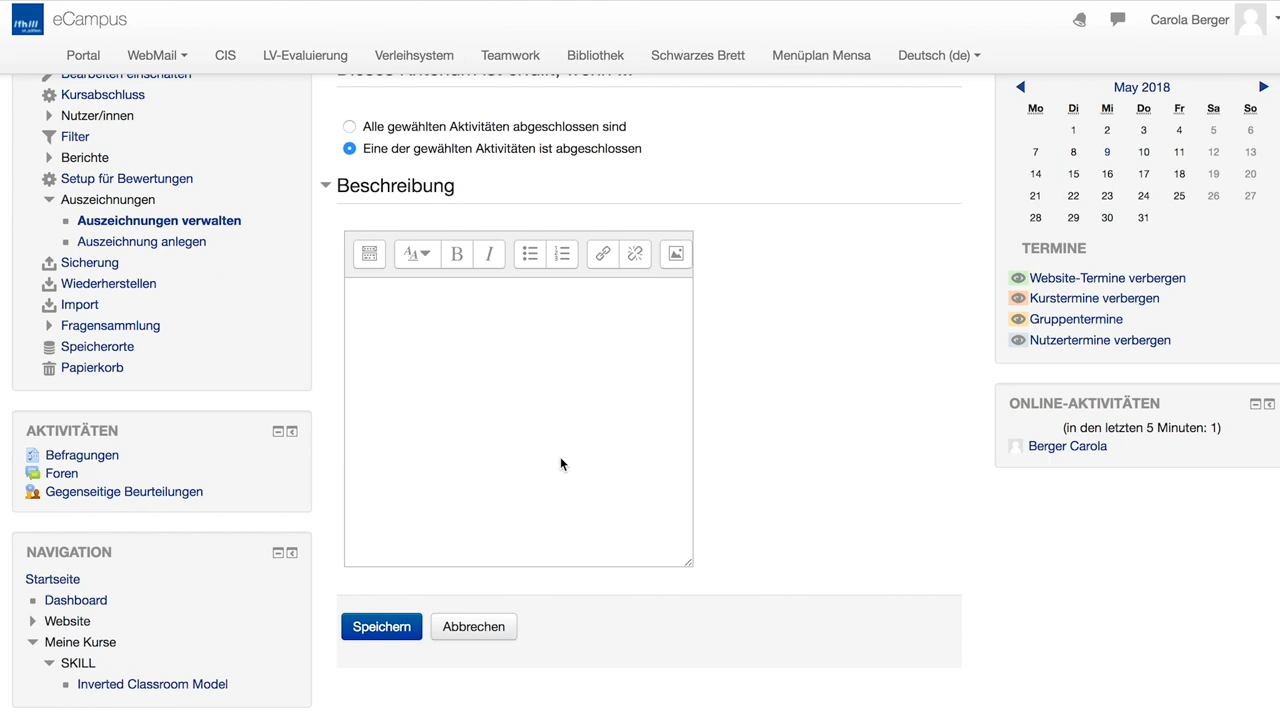 eCampus
Carola Berger
Portal
WebMail
CIS
LV-Evaluierung
Verleihsystem
Teamwork
Bibliothek
Schwarzes Brett
Menüplan Mensa
Deutsch (de)
Bearbeiten einschalten
Kursabschluss
Nutzer/innen
Filter
Berichte
Setup für Bewertungen
Auszeichnungen
Auszeichnungen verwalten
Auszeichnung anlegen
Sicherung
Wiederherstellen
Import
Fragensammlung
Speicherorte
Papierkorb
AKTIVITÄTEN
Befragungen
Foren
Gegenseitige Beurteilungen
NAVIGATION
Startseite
Dashboard
Website
Meine Kurse
SKILL
Inverted Classroom Model
Alle gewählten Aktivitäten abgeschlossen sind
Eine der gewählten Aktivitäten ist abgeschlossen
Beschreibung
B I
Speichern
Abbrechen
May 2018
Mo Di Mi Do Fr Sa So
1 2 3 4 5 6
7 8 9 10 11 12 13
14 15 16 17 18 19 20
21 22 23 24 25 26 27
28 29 30 31
TERMINE
Website-Termine verbergen
Kurstermine verbergen
Gruppentermine
Nutzertermine verbergen
ONLINE-AKTIVITÄTEN
(in den letzten 5 Minuten: 1)
Berger Carola